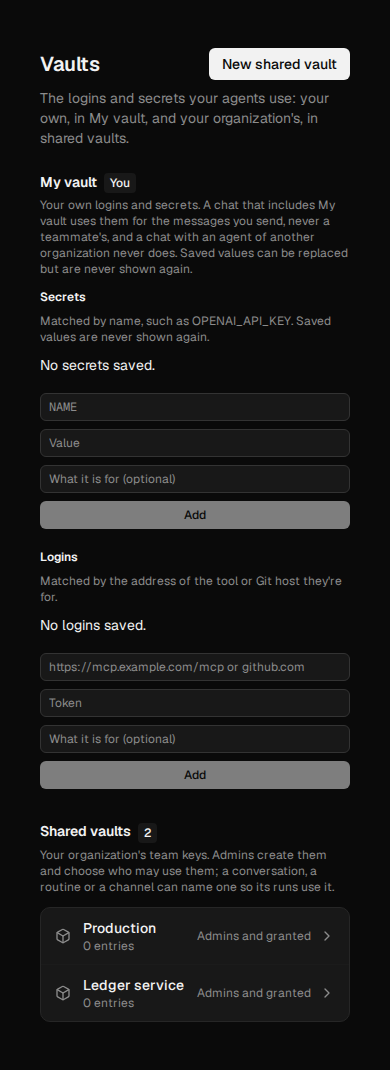 Vaults
New shared vault
The logins and secrets your agents use: your
own, in My vault, and your organization's, in
shared vaults.
My vault You
Your own logins and secrets. A chat that includes My
vault uses them for the messages you send, never a
teammate's, and a chat with an agent of another
organization never does. Saved values can be replaced
but are never shown again.
Secrets
Matched by name, such as OPENAI_API_KEY. Saved
values are never shown again.
No secrets saved.
NAME
Value
What it is for (optional)
Add
Logins
Matched by the address of the tool or Git host they're
for.
No logins saved.
https://mcp.example.com/mcp or github.com
Token
What it is for (optional)
Add
Shared vaults 2
Your organization's team keys. Admins create them
and choose who may use them; a conversation, a
routine or a channel can name one so its runs use it.
Production
0 entries
Admins and granted
Ledger service
0 entries
Admins and granted